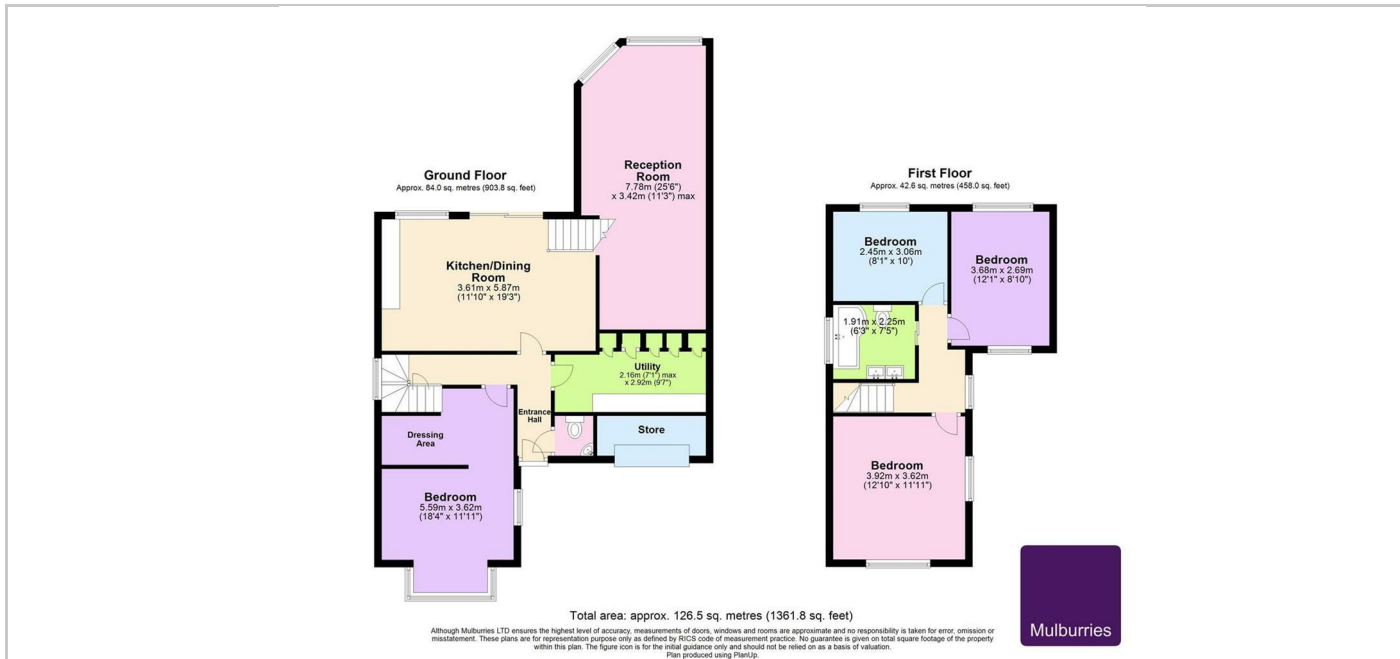 Ground Floor
Approx. 84.0 sq. metres (903.8 sq. feet)
Reception
Room
7.78m (25'6")
x 3.42m (11'3") max
Kitchen/Dining
Room
3.61m x 5.87m
(11'10" x 19'3")
Utility
2.16m (7'1") max
x 2.92m (9'7")
Entrance
Hall
Store
Dressing
Area
Bedroom
5.59m x 3.62m
(18'4" x 11'11")
First Floor
Approx. 42.6 sq. metres (458.0 sq. feet)
Bedroom
2.45m x 3.06m
(8'1" x 10')
Bedroom
3.68m x 2.69m
(12'1" x 8'10")
1.91m x 2.25m
(6'3" x 7'5")
Bedroom
3.92m x 3.62m
(12'10" x 11'11")
Mulburries
Total area: approx. 126.5 sq. metres (1361.8 sq. feet)
Although Mulburries LTD ensures the highest level of accuracy, measurements of doors, windows and rooms are approximate and no responsibility is taken for error, omission or
misstatement. These plans are for representation purpose only as defined by RICS code of measurement practice. No guarantee is given on total square footage of the property
within this plan. The figure icon is for the initial guidance only and should not be relied on as a basis of valuation.
Plan produced using PlanUp.